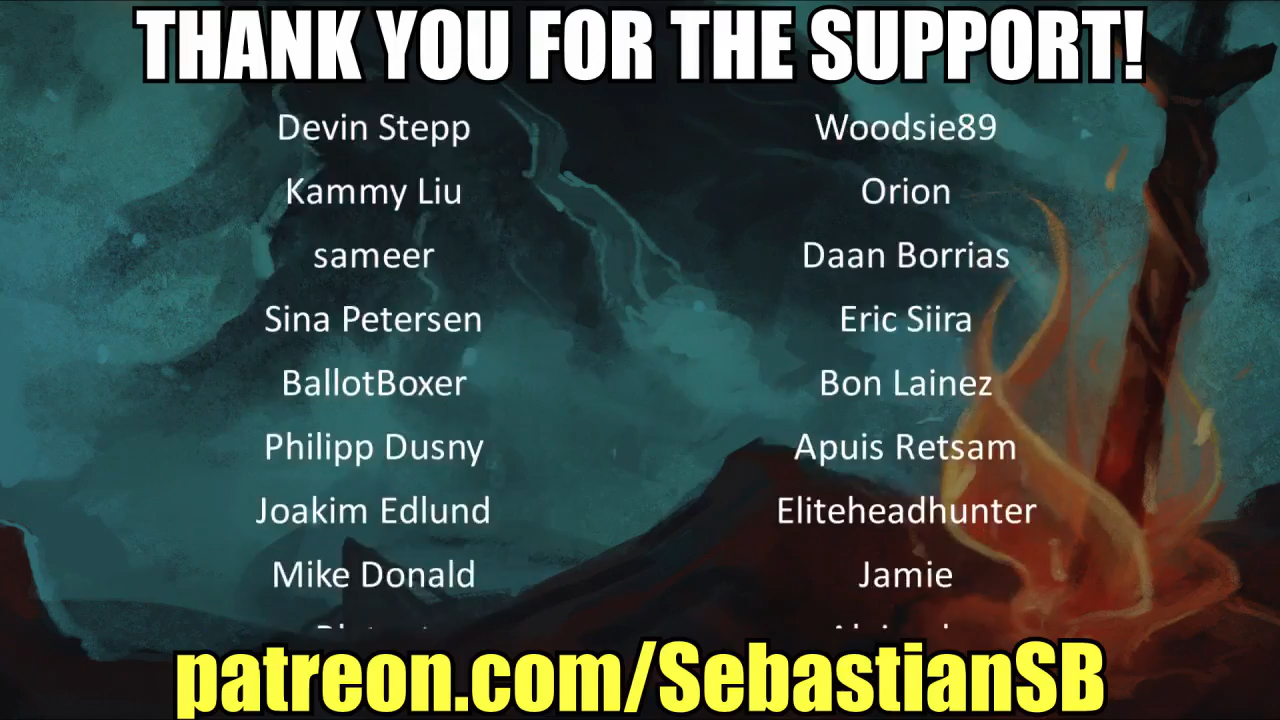 THANK YOU FOR THE SUPPORT!
Devin Stepp
Woodsie89
Kammy Liu
Orion
sameer
Daan Borrias
Sina Petersen
Eric Siira
BallotBoxer
Bon Lainez
Philipp Dusny
Apuis Retsam
Joakim Edlund
Eliteheadhunter
Mike Donald
Jamie
patreon.com/SebastianSB